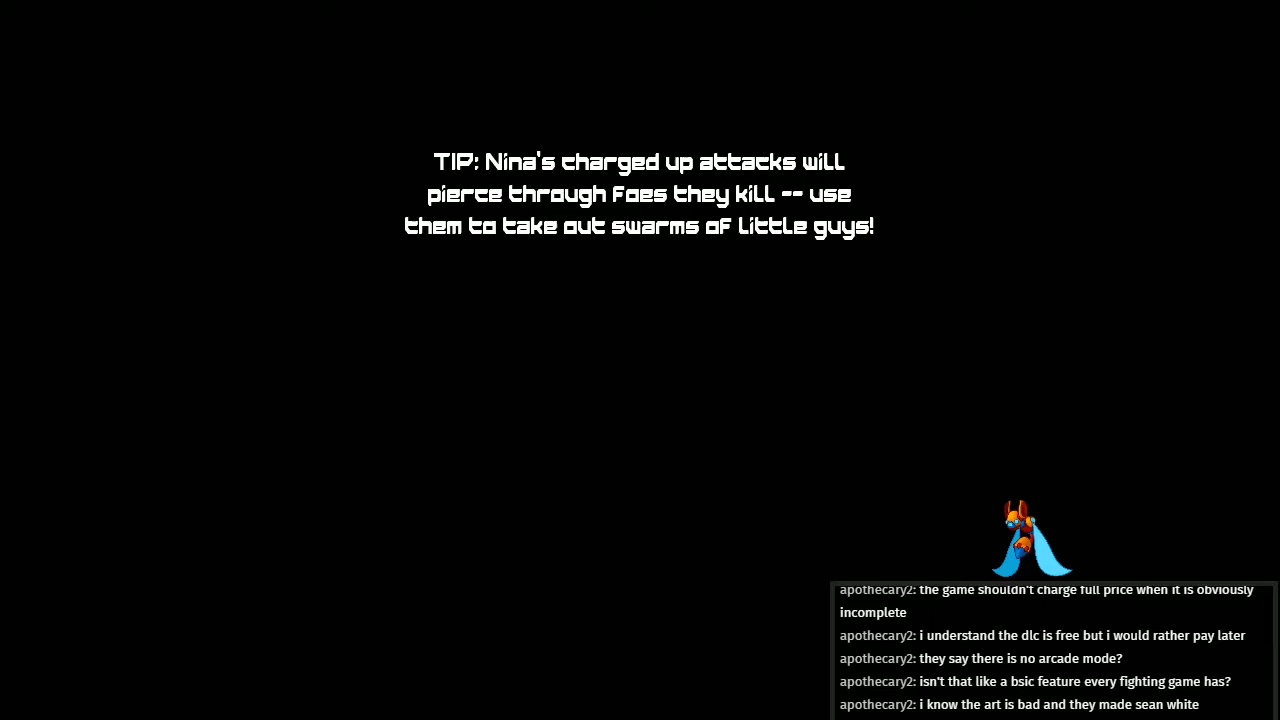 TIP: Nina's charged up attacks will
pierce through foes they kill -- use
them to take out swarms of little guys!
apothecary2: the game shouldn't charge full price when it is obviously
incomplete
apothecary2: i understand the dlc is free but i would rather pay later
apothecary2: they say there is no arcade mode?
apothecary2: isn't that like a bsic feature every fighting game has?
apothecary2: i know the art is bad and they made sean white